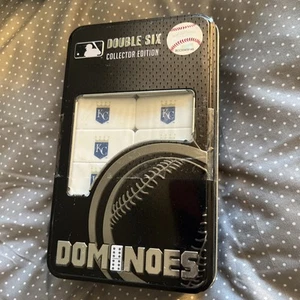 DOUBLE SIX
COLLECTOR EDITION
KC
KC
KC
DOMINOES